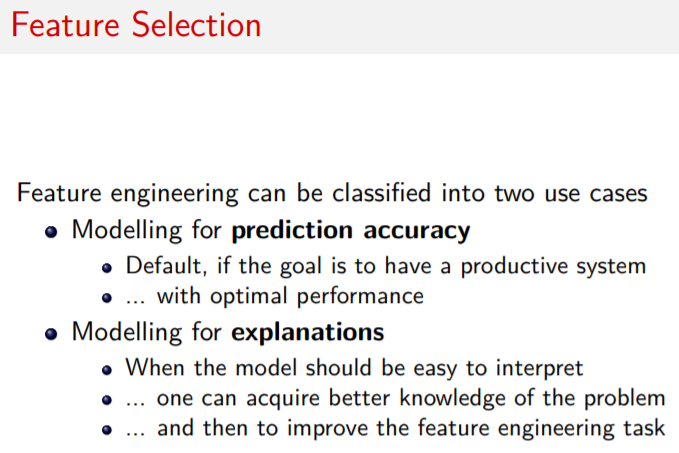 Feature Selection
Feature engineering can be classified into two use cases
Modelling for prediction accuracy
Default, if the goal is to have a productive system
... with optimal performance
Modelling for explanations
When the model should be easy to interpret
... one can acquire better knowledge of the problem
... and then to improve the feature engineering task